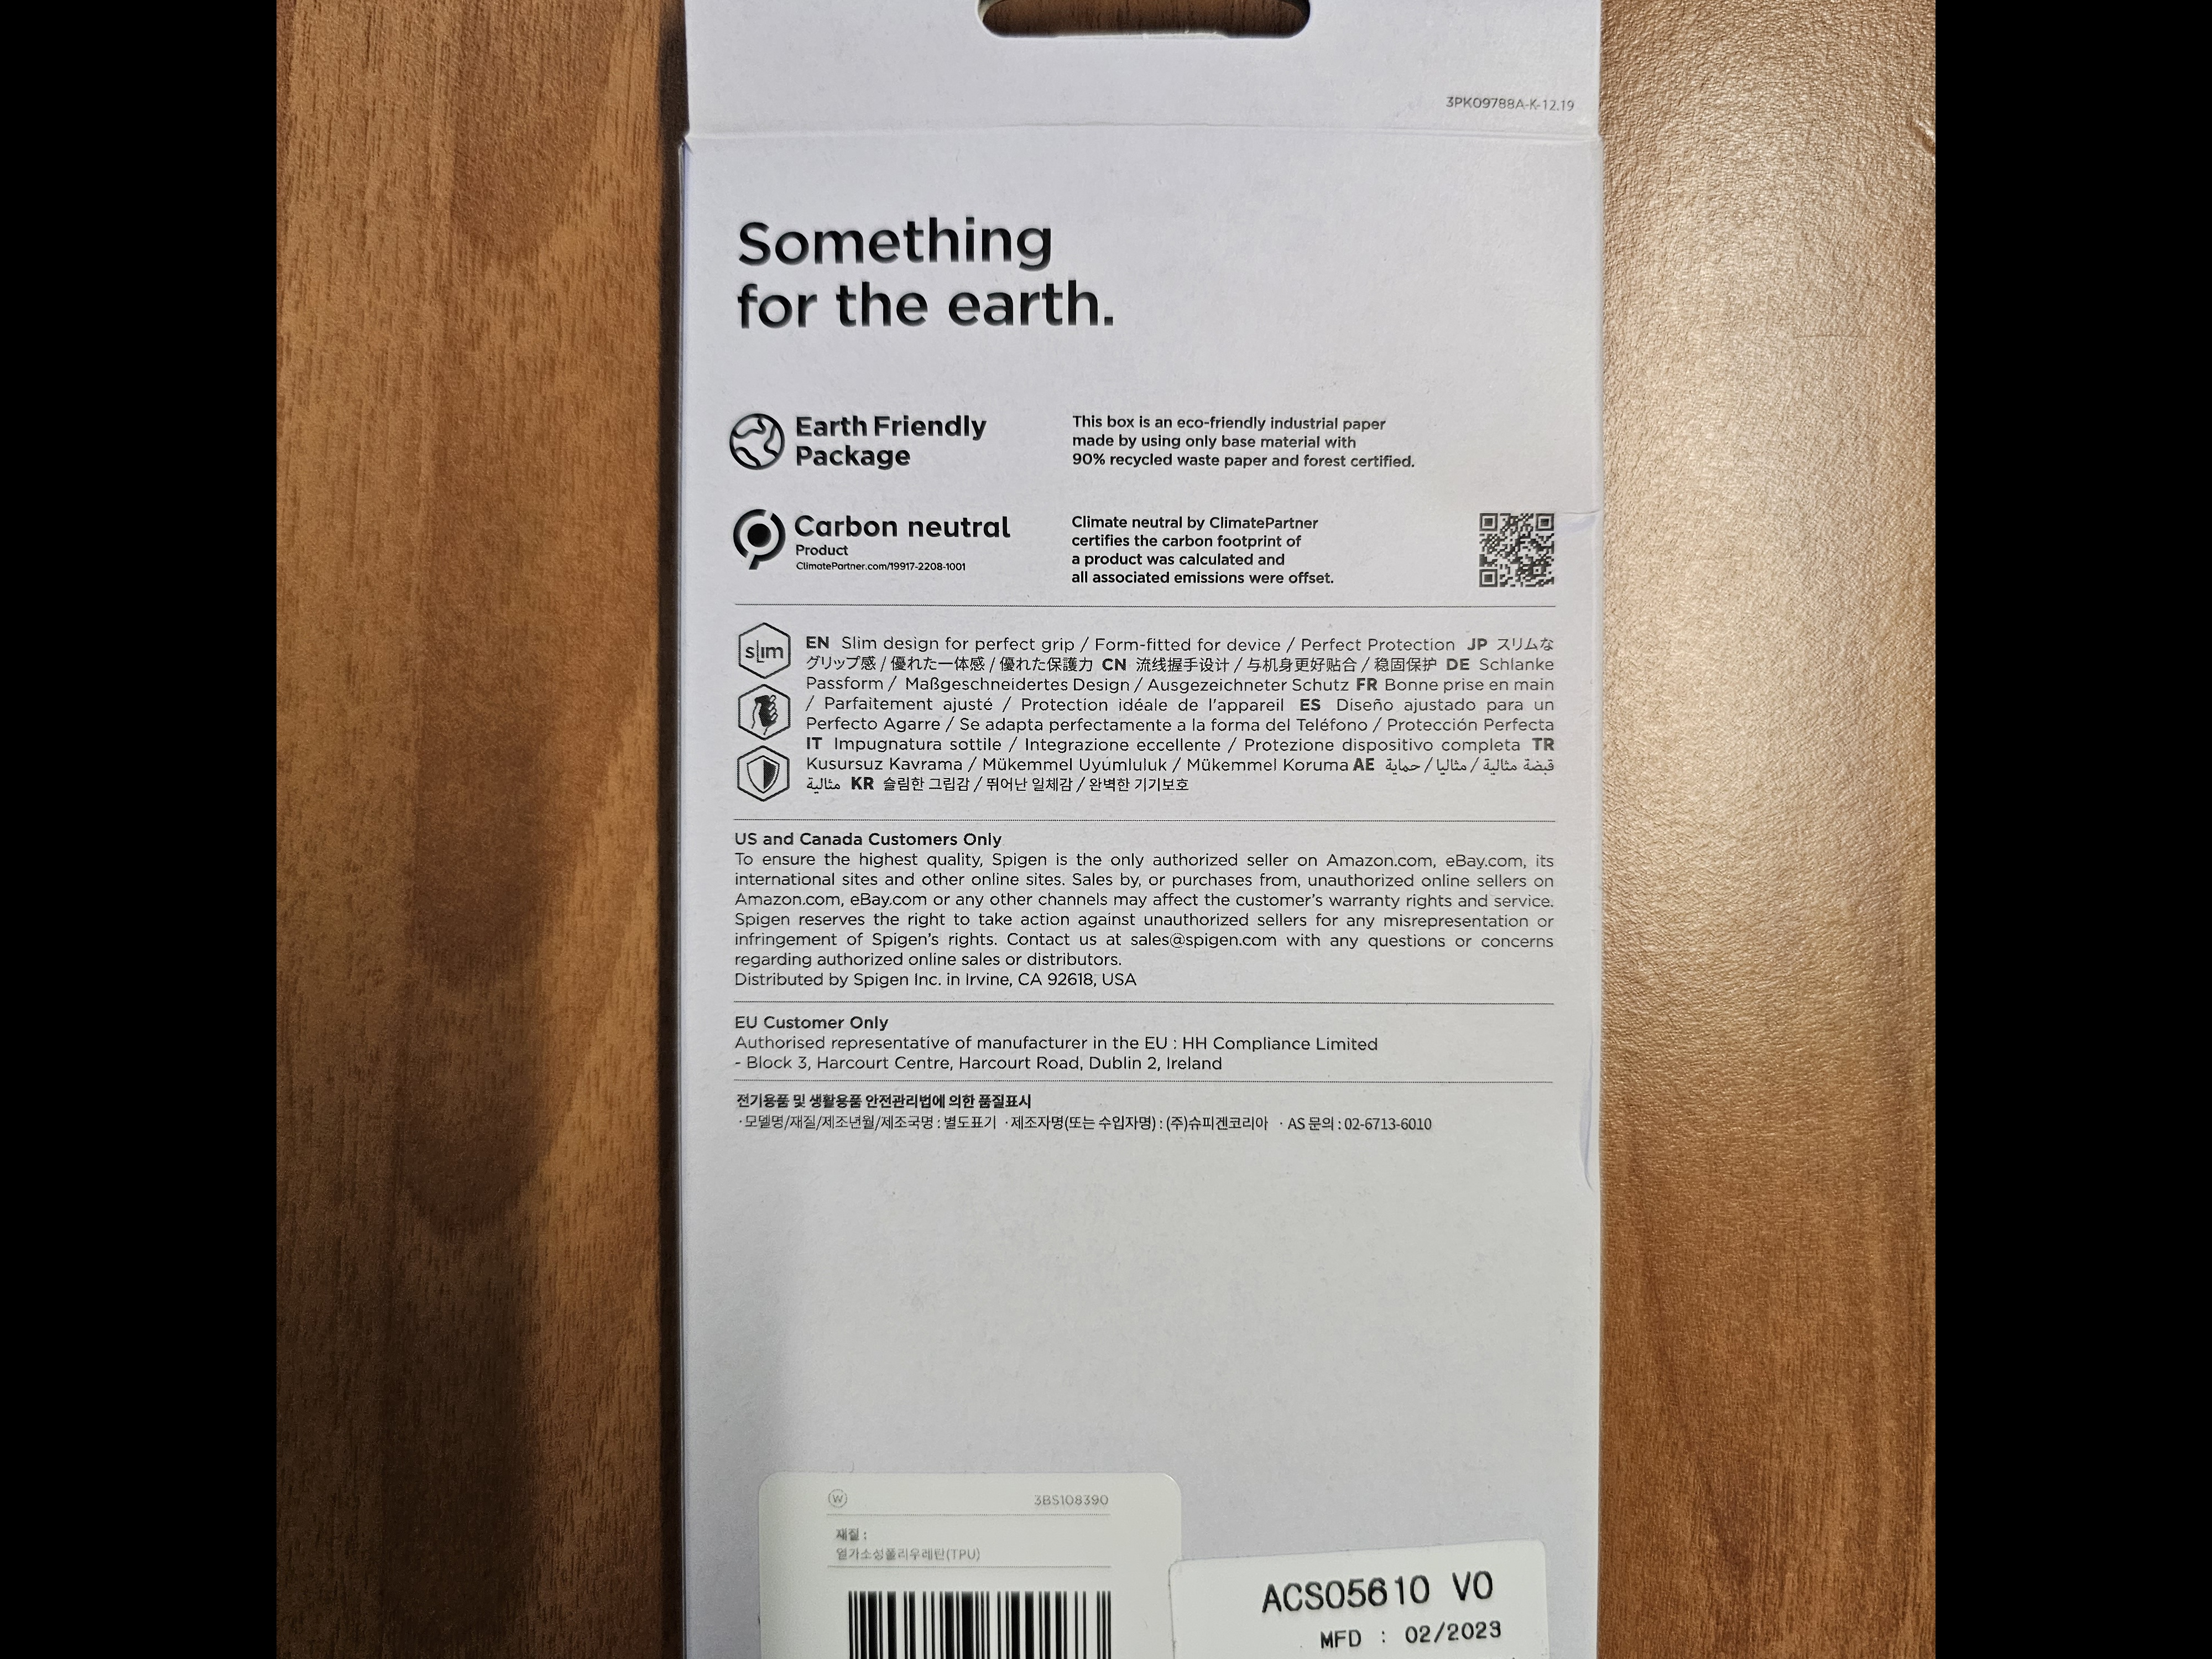 3PK09788A-K-12.19
Something
for the earth.
Earth Friendly
Package
This box is an eco-friendly industrial paper
made by using only base material with
90% recycled waste paper and forest certified.
Carbon neutral
Product
ClimatePartner.com/19917-2208-1001
Climate neutral by ClimatePartner
certifies the carbon footprint of
a product was calculated and
all associated emissions were offset.
slim
EN Slim design for perfect grip / Form-fitted for device / Perfect Protection JP スリムな
グリップ感 / 優れた一体感 / 優れた保護力 CN 流线握手设计 / 与机身更好贴合 / 稳固保护 DE Schlanke
Passform / Maßgeschneidertes Design / Ausgezeichneter Schutz FR Bonne prise en main
/ Parfaitement ajusté / Protection idéale de l'appareil ES Diseño ajustado para un
Perfecto Agarre / Se adapta perfectamente a la forma del Teléfono / Protección Perfecta
IT Impugnatura sottile / Integrazione eccellente / Protezione dispositivo completa TR
Kusursuz Kavrama / Mükemmel Uyumluluk / Mükemmel Koruma AE قبضة مثالية / مثاليا / حماية
مثالية KR 슬림한 그립감 / 뛰어난 일체감 / 완벽한 기기보호
US and Canada Customers Only
To ensure the highest quality, Spigen is the only authorized seller on Amazon.com, eBay.com, its
international sites and other online sites. Sales by, or purchases from, unauthorized online sellers on
Amazon.com, eBay.com or any other channels may affect the customer's warranty rights and service.
Spigen reserves the right to take action against unauthorized sellers for any misrepresentation or
infringement of Spigen's rights. Contact us at sales@spigen.com with any questions or concerns
regarding authorized online sales or distributors.
Distributed by Spigen Inc. in Irvine, CA 92618, USA
EU Customer Only
Authorised representative of manufacturer in the EU : HH Compliance Limited
- Block 3, Harcourt Centre, Harcourt Road, Dublin 2, Ireland
전기용품 및 생활용품 안전관리법에 의한 품질표시
·모델명/재질/제조년월/제조국명 : 별도표기 ·제조자명(또는 수입자명) : (주)슈피겐코리아 · AS 문의 : 02-6713-6010
W 3BS108390
재질 :
열가소성폴리우레탄(TPU)
ACS05610 V0
MFD : 02/2023